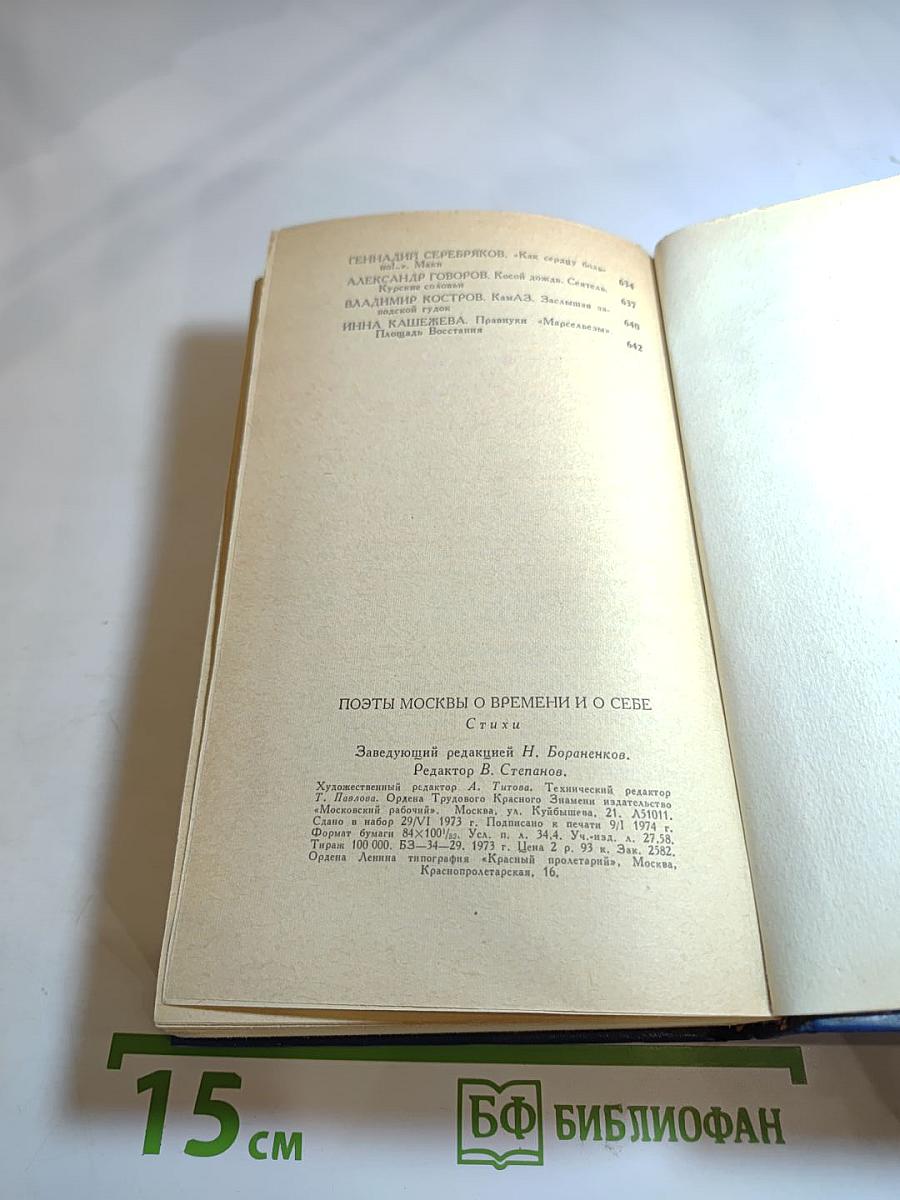 ГЕННАДИЙ СЕРЕБРЯКОВ. «Как сердцу боль-
но!..». Маки 634
АЛЕКСАНДР ГОВОРОВ. Косой дождь. Сеятель.
Курские соловьи 637
ВЛАДИМИР КОСТРОВ. КамАЗ. Заслышав за-
водской гудок 640
ИННА КАШЕЖЕВА. Правнуки «Марсельезы».
Площадь Восстания 642
ПОЭТЫ МОСКВЫ О ВРЕМЕНИ И О СЕБЕ
Стихи
Заведующий редакцией Н. Бораненков.
Редактор В. Степанов.
Художественный редактор А. Титова. Технический редактор
Т. Павлова. Ордена Трудового Красного Знамени издательство
«Московский рабочий». Москва, ул. Куйбышева, 21. Л51011.
Сдано в набор 29/VI 1973 г. Подписано к печати 9/I 1974 г.
Формат бумаги 84×100¹/₃₂. Усл. п. л. 34,4. Уч.-изд. л. 27,58.
Тираж 100 000. БЗ—34—29. 1973 г. Цена 2 р. 93 к. Зак. 2582.
Ордена Ленина типография «Красный пролетарий», Москва,
Краснопролетарская, 16.
15 см
БФ БИБЛИОФАН